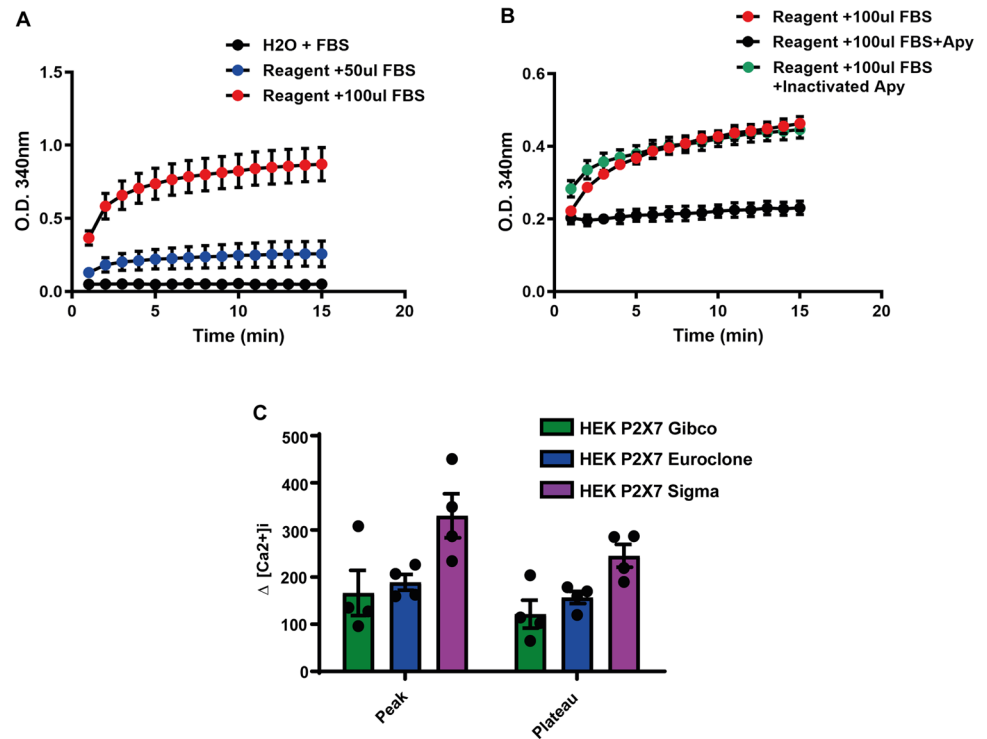 A
H2O + FBS
Reagent +50ul FBS
Reagent +100ul FBS
O.D. 340nm
1.5
1.0
0.5
0.0
0
5
10
15
20
Time (min)
B
Reagent +100ul FBS
Reagent +100ul FBS+Apy
Reagent +100ul FBS
+Inactivated Apy
O.D. 340nm
0.6
0.4
0.2
0.0
0
5
10
15
20
Time (min)
C
HEK P2X7 Gibco
HEK P2X7 Euroclone
HEK P2X7 Sigma
Δ [Ca2+]i
500
400
300
200
100
0
Peak
Plateau